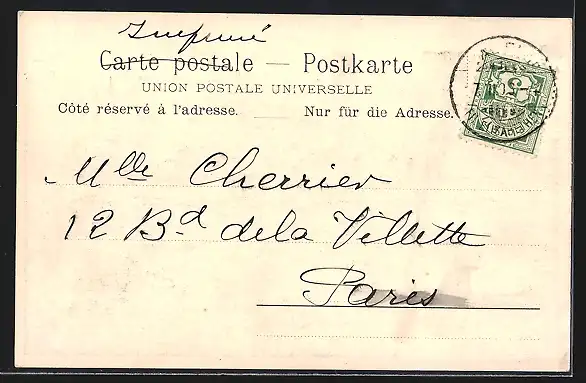 Imprimé
Carte postale — Postkarte
UNION POSTALE UNIVERSELLE
Côté réservé à l'adresse. Nur für die Adresse.
Mlle Cherrier
12 Bd de la Villette
Paris